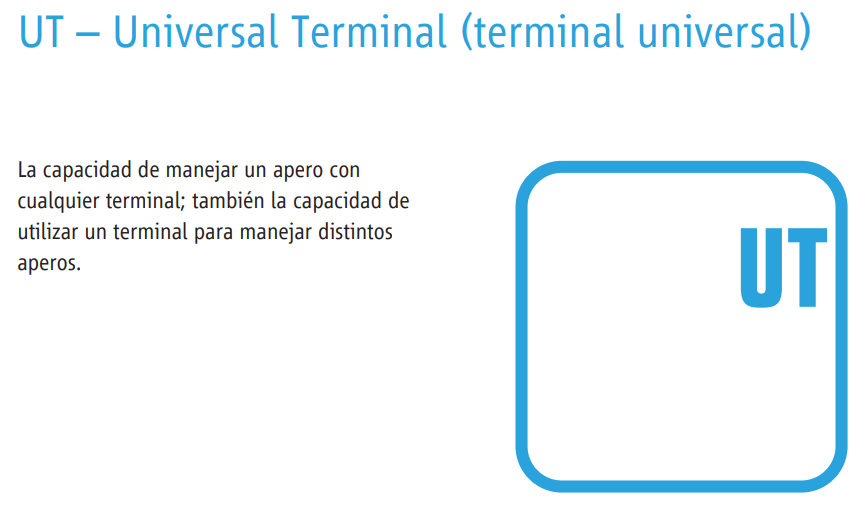 UT – Universal Terminal (terminal universal)
La capacidad de manejar un apero con
cualquier terminal; también la capacidad de
utilizar un terminal para manejar distintos
aperos.
UT